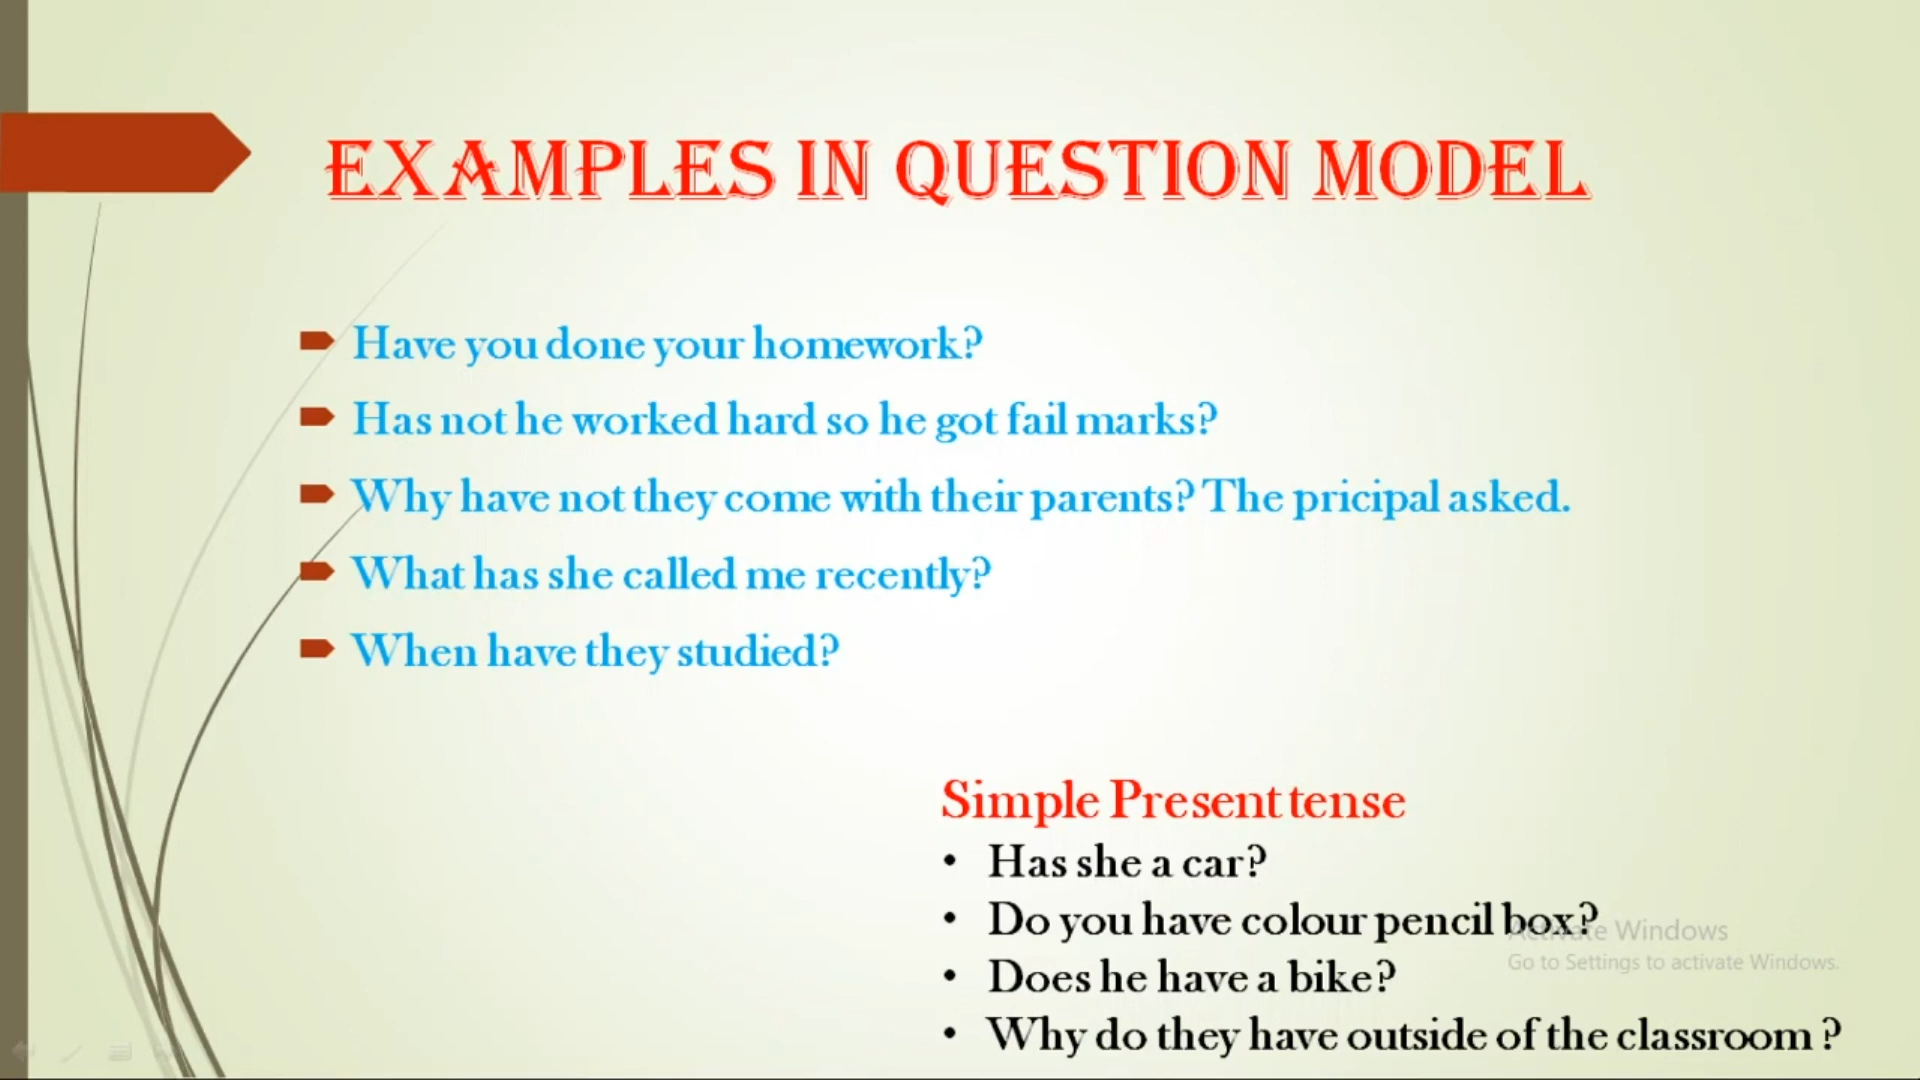 EXAMPLES IN QUESTION MODEL
Have you done your homework?
Has not he worked hard so he got fail marks?
Why have not they come with their parents? The pricipal asked.
What has she called me recently?
When have they studied?
Simple Present tense
• Has she a car?
• Do you have colour pencil box?
Activate Windows
Go to Settings to activate Windows.
• Does he have a bike?
• Why do they have outside of the classroom ?